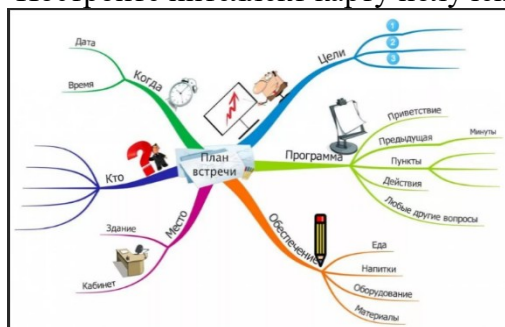 Дата
Время
Когда
Цели
1
2
3
План
встречи
Программа
Приветствие
Предыдущая
Минуты
Пункты
Действия
Любые другие вопросы
Кто
Место
Здание
Кабинет
Обеспечение
Еда
Напитки
Оборудование
Материалы